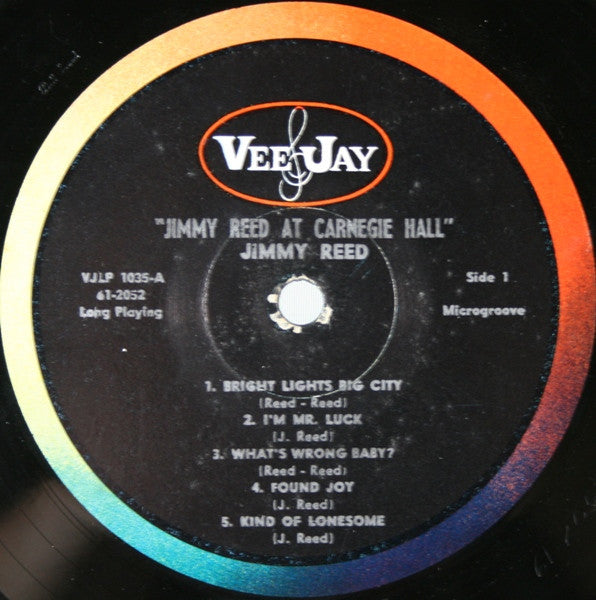 VEE JAY
"JIMMY REED AT CARNEGIE HALL"
JIMMY REED
VJLP 1035-A
61-2052
Long Playing
Side 1
Microgroove
1. BRIGHT LIGHTS BIG CITY
(Reed - Reed)
2. I'M MR. LUCK
(J. Reed)
3. WHAT'S WRONG BABY?
(Reed - Reed)
4. FOUND JOY
(J. Reed)
5. KIND OF LONESOME
(J. Reed)